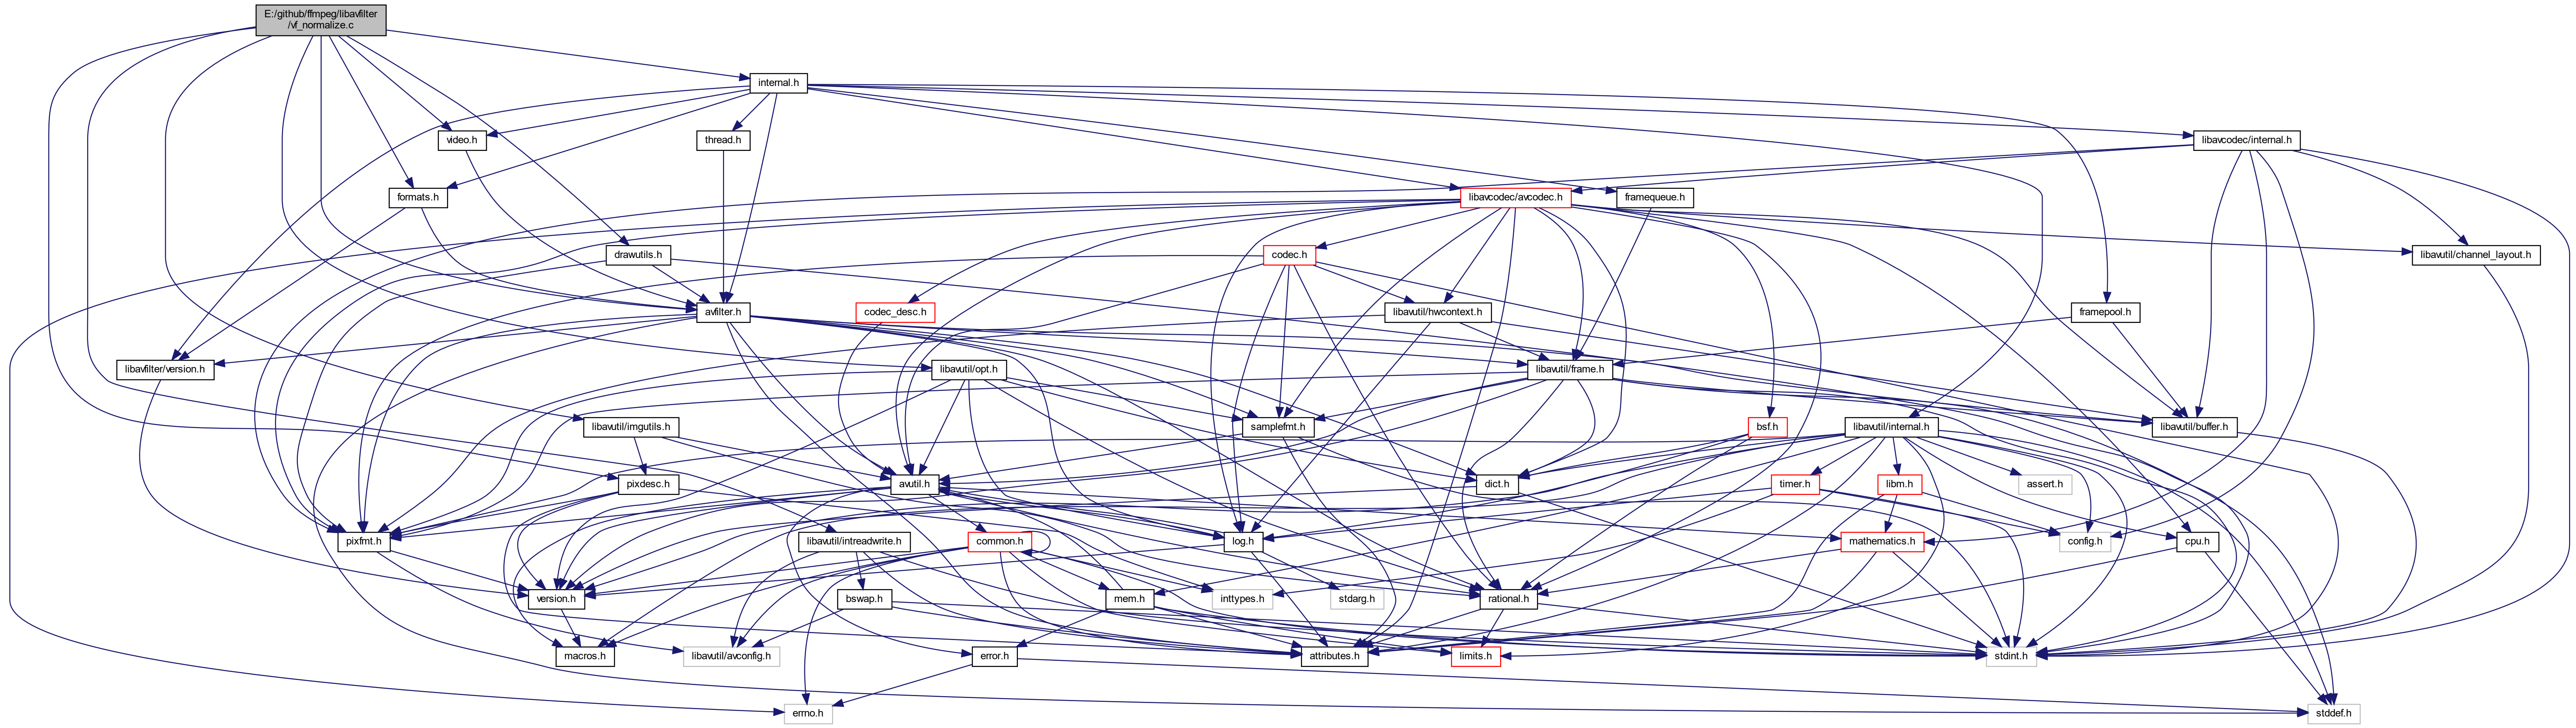 E:/github/ffmpeg/libavfilter
/vf_normalize.c
internal.h
video.h
thread.h
libavcodec/internal.h
formats.h
libavcodec/avcodec.h
framequeue.h
drawutils.h
codec.h
libavutil/channel_layout.h
codec_desc.h
avfilter.h
libavutil/hwcontext.h
framepool.h
libavfilter/version.h
libavutil/opt.h
libavutil/frame.h
libavutil/imgutils.h
samplefmt.h
bsf.h
libavutil/internal.h
libavutil/buffer.h
pixdesc.h
avutil.h
dict.h
timer.h
libm.h
assert.h
pixfmt.h
libavutil/intreadwrite.h
common.h
log.h
mathematics.h
config.h
cpu.h
version.h
bswap.h
mem.h
inttypes.h
stdarg.h
rational.h
macros.h
libavutil/avconfig.h
error.h
attributes.h
limits.h
stdint.h
errno.h
stddef.h